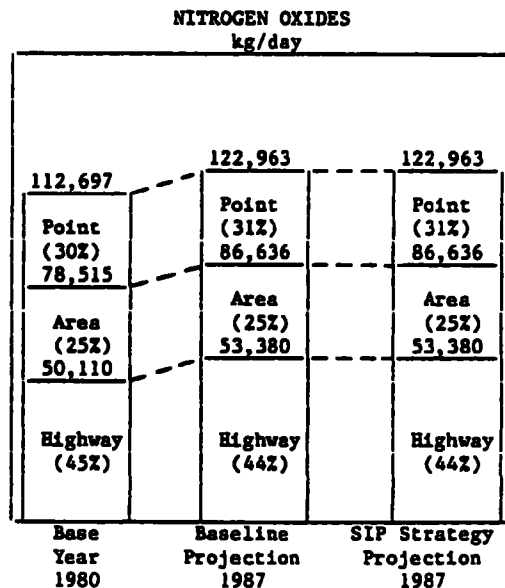 NITROGEN OXIDES
kg/day
112,697
122,963
122,963
Point
(30%)
78,515
Point
(31%)
86,636
Point
(31%)
86,636
Area
(25%)
50,110
Area
(25%)
53,380
Area
(25%)
53,380
Highway
(45%)
Highway
(44%)
Highway
(44%)
Base
Year
1980
Baseline
Projection
1987
SIP Strategy
Projection
1987